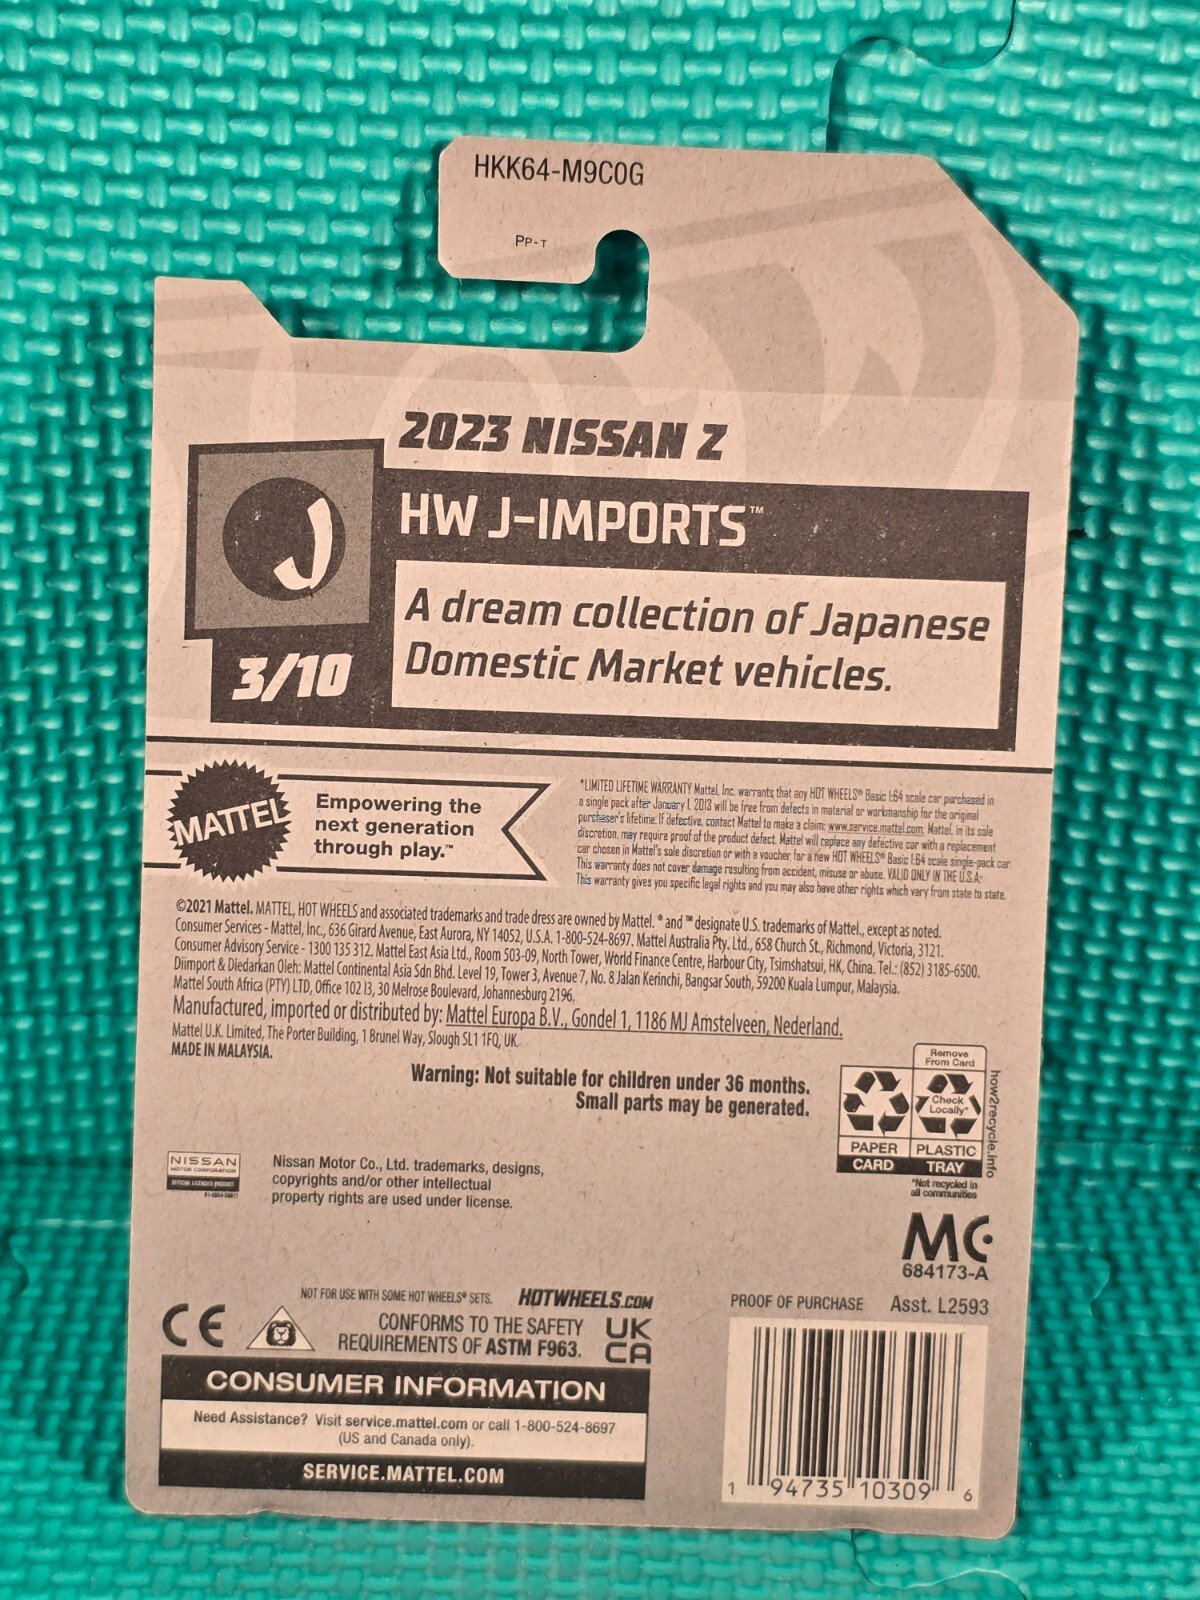 HKK64-M9C0G
PP-T
2023 NISSAN Z
J
HW J-IMPORTS™
A dream collection of Japanese
Domestic Market vehicles.
3/10
MATTEL
Empowering the
next generation
through play.™
*LIMITED LIFETIME WARRANTY Mattel, Inc. warrants that any HOT WHEELS® Basic 1:64 scale car purchased in
a single pack after January 1, 2013 will be free from defects in material or workmanship for the original
purchaser's lifetime. If defective, contact Mattel to make a claim: www.service.mattel.com. Mattel, in its sole
discretion, may require proof of the product defect. Mattel will replace any defective car with a replacement
car chosen in Mattel's sole discretion or with a voucher for a new HOT WHEELS® Basic 1:64 scale single-pack car.
This warranty does not cover damage resulting from accident, misuse or abuse. VALID ONLY IN THE U.S.A.
This warranty gives you specific legal rights and you may also have other rights which vary from state to state.
©2021 Mattel. MATTEL, HOT WHEELS and associated trademarks and trade dress are owned by Mattel. ® and ™ designate U.S. trademarks of Mattel., except as noted.
Consumer Services - Mattel, Inc., 636 Girard Avenue, East Aurora, NY 14052, U.S.A. 1-800-524-8697. Mattel Australia Pty. Ltd., 658 Church St., Richmond, Victoria, 3121.
Consumer Advisory Service - 1300 135 312. Mattel East Asia Ltd., Room 503-09, North Tower, World Finance Centre, Harbour City, Tsimshatsui, HK, China. Tel.: (852) 3185-6500.
Diimport & Diedarkan Oleh: Mattel Continental Asia Sdn Bhd. Level 19, Tower 3, Avenue 7, No. 8 Jalan Kerinchi, Bangsar South, 59200 Kuala Lumpur, Malaysia.
Mattel South Africa (PTY) LTD, Office 102 I3, 30 Melrose Boulevard, Johannesburg 2196.
Manufactured, imported or distributed by: Mattel Europa B.V., Gondel 1, 1186 MJ Amstelveen, Nederland.
Mattel U.K. Limited, The Porter Building, 1 Brunel Way, Slough SL1 1FQ, UK.
MADE IN MALAYSIA.
Warning: Not suitable for children under 36 months.
Small parts may be generated.
Remove
From Card
Check
Locally*
PAPER PLASTIC
CARD TRAY
how2recycle.info
*Not recycled in
all communities
NISSAN
MOTOR CORPORATION
OFFICIAL LICENSED PRODUCT
Nissan Motor Co., Ltd. trademarks, designs,
copyrights and/or other intellectual
property rights are used under license.
MC
684173-A
NOT FOR USE WITH SOME HOT WHEELS® SETS. HOTWHEELS.COM
CE
CONFORMS TO THE SAFETY
REQUIREMENTS OF ASTM F963.
UK
CA
PROOF OF PURCHASE Asst. L2593
CONSUMER INFORMATION
Need Assistance? Visit service.mattel.com or call 1-800-524-8697
(US and Canada only).
SERVICE.MATTEL.COM
1 94735 10309 6